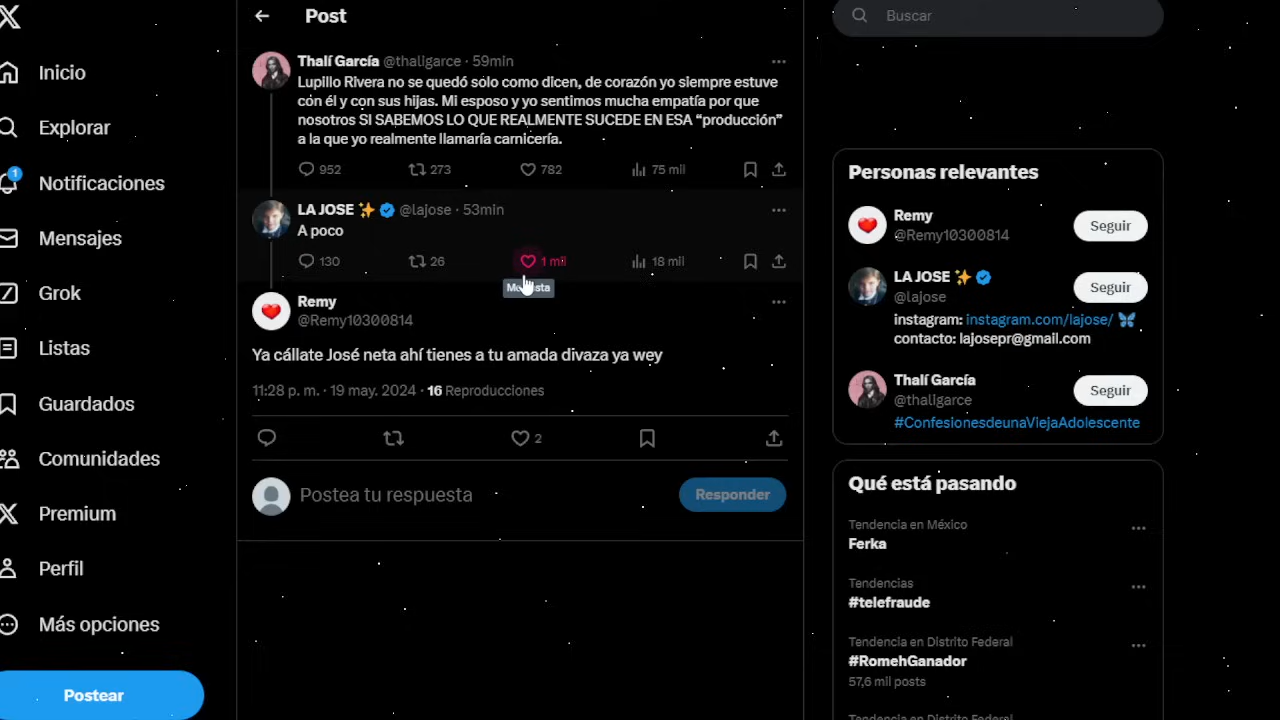 Inicio
Explorar
1
Notificaciones
Mensajes
Grok
Listas
Guardados
Comunidades
Premium
Perfil
Más opciones
Postear
Post
Thalí García @thaligarce · 59min
Lupillo Rivera no se quedó sólo como dicen, de corazón yo siempre estuve
con él y con sus hijas. Mi esposo y yo sentimos mucha empatía por que
nosotros SI SABEMOS LO QUE REALMENTE SUCEDE EN ESA “producción”
a la que yo realmente llamaría carnicería.
952 273 782 75 mil
LA JOSE ✨ @lajose · 53min
A poco
130 26 1 mil 18 mil
Remy
@Remy10300814
Ya cállate José neta ahí tienes a tu amada divaza ya wey
11:28 p. m. · 19 may. 2024 · 16 Reproducciones
2
Postea tu respuesta
Responder
Buscar
Personas relevantes
Remy
@Remy10300814
Seguir
LA JOSE ✨
@lajose
Seguir
instagram: instagram.com/lajose/ 🦋
contacto: lajosepr@gmail.com
Thalí García
@thaligarce
Seguir
#ConfesionesdeunaViejaAdolescente
Qué está pasando
Tendencia en México
Ferka
Tendencias
#telefraude
Tendencia en Distrito Federal
#RomehGanador
57,6 mil posts
Tendencia en Distrito Federal